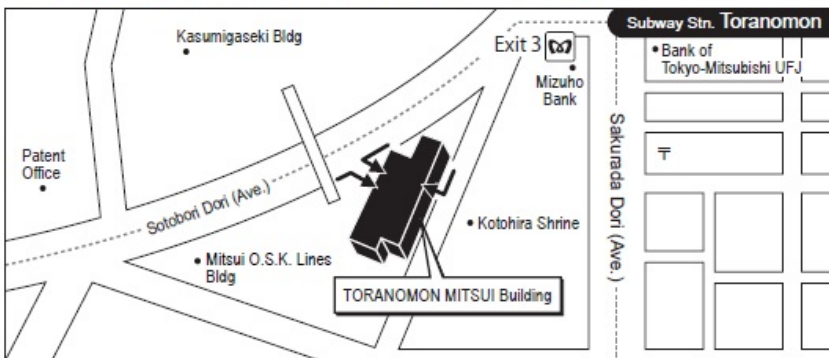 Subway Stn. Toranomon
Kasumigaseki Bldg
Exit 3
Bank of
Tokyo-Mitsubishi UFJ
Mizuho
Bank
Patent
Office
〒
Sakurada Dori (Ave.)
Sotobori Dori (Ave.)
Kotohira Shrine
Mitsui O.S.K. Lines
Bldg
TORANOMON MITSUI Building